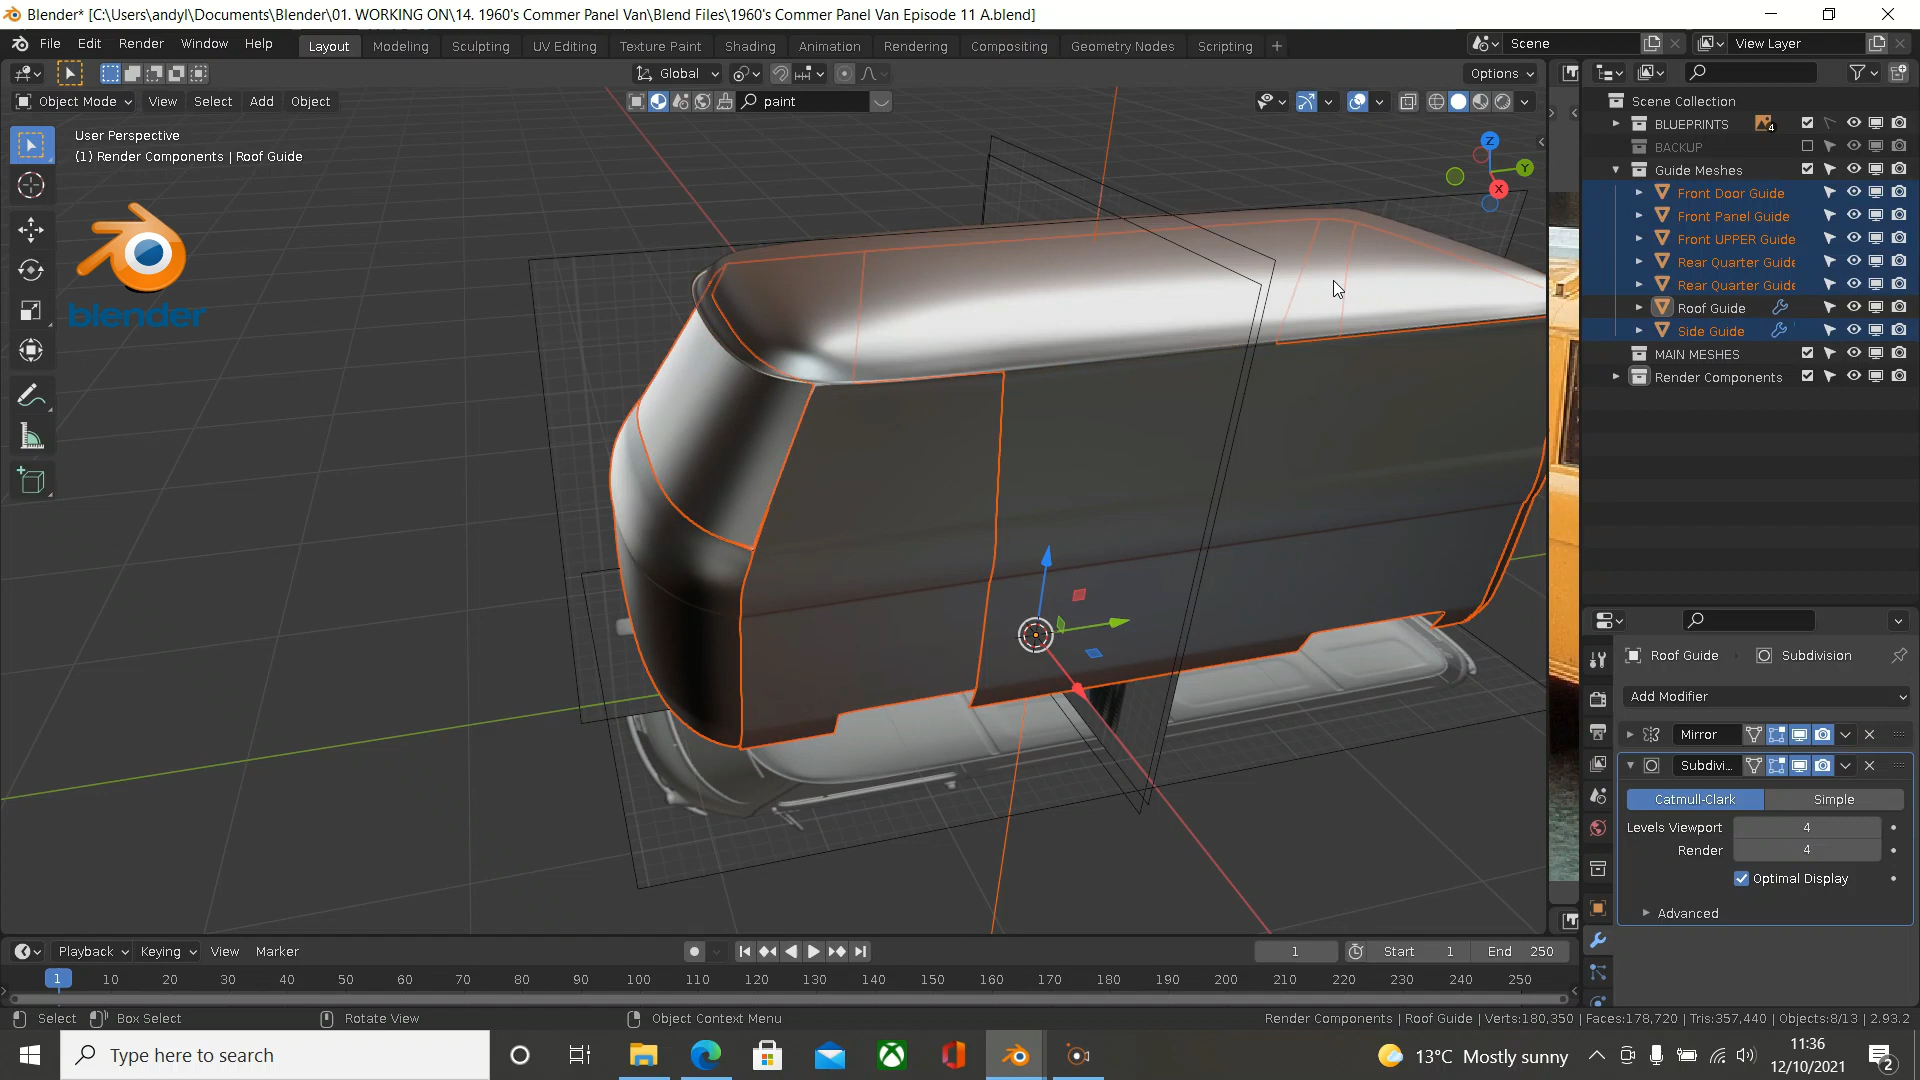 Blender* [C:\Users\andyl\Documents\Blender\01. WORKING ON\14. 1960's Commer Panel Van\Blend Files\1960's Commer Panel Van Episode 11 A.blend]
File Edit Render Window Help Layout Modeling Sculpting UV Editing Texture Paint Shading Animation Rendering Compositing Geometry Nodes Scripting + Scene View Layer
Global Options
Object Mode View Select Add Object paint
User Perspective
(1) Render Components | Roof Guide
Z
Y
X
blender
Scene Collection
BLUEPRINTS 4
BACKUP
Guide Meshes
Front Door Guide
Front Panel Guide
Front UPPER Guide
Rear Quarter Guide
Rear Quarter Guide
Roof Guide
Side Guide
MAIN MESHES
Render Components
Roof Guide Subdivision
Add Modifier
Mirror
Subdivi...
Catmull-Clark Simple
Levels Viewport 4
Render 4
Optimal Display
Advanced
Playback Keying View Marker 1 Start 1 End 250
1 10 20 30 40 50 60 70 80 90 100 110 120 130 140 150 160 170 180 190 200 210 220 230 240 250
Select Box Select Rotate View Object Context Menu Render Components | Roof Guide | Verts:180,350 | Faces:178,720 | Tris:357,440 | Objects:8/13 | 2.93.2
Type here to search 13°C Mostly sunny 11:36
12/10/2021 2